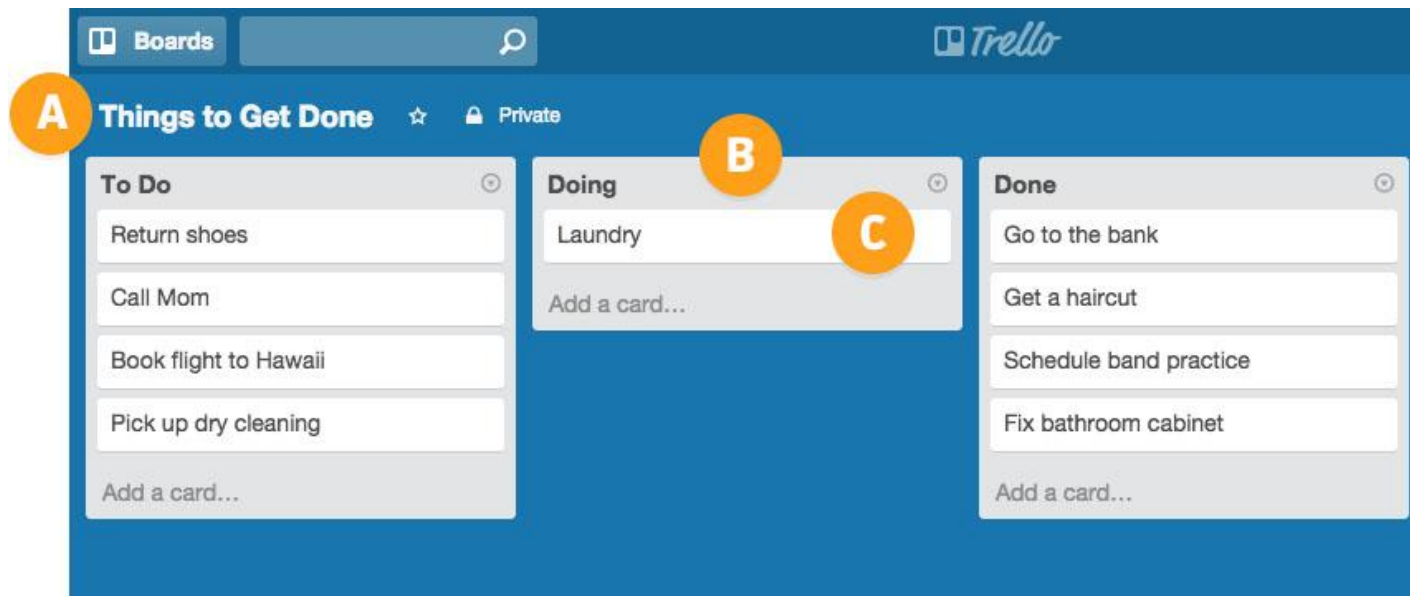 Boards
Trello
A
Things to Get Done
Private
B
To Do
Return shoes
Call Mom
Book flight to Hawaii
Pick up dry cleaning
Add a card...
Doing
C
Laundry
Add a card...
Done
Go to the bank
Get a haircut
Schedule band practice
Fix bathroom cabinet
Add a card...